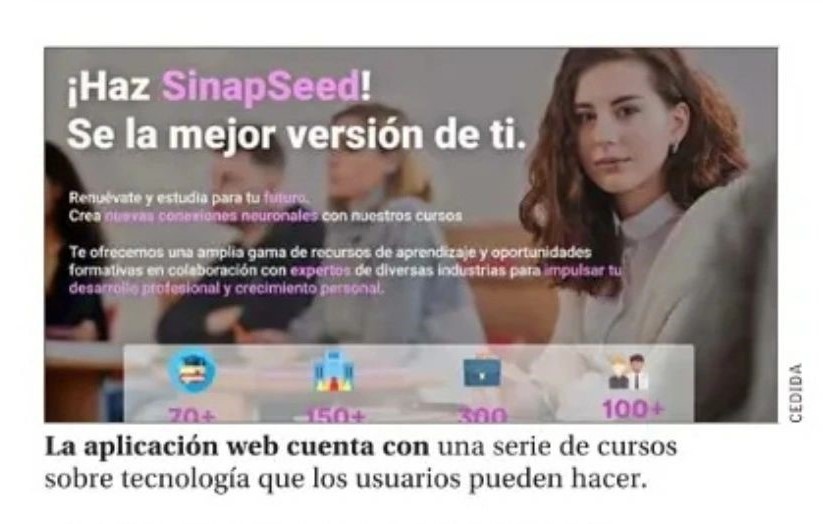 ¡Haz SinapSeed!
Se la mejor versión de ti.
Renuévate y estudia para tu futuro.
Crea nuevas conexiones neuronales con nuestros cursos
Te ofrecemos una amplia gama de recursos de aprendizaje y oportunidades
formativas en colaboración con expertos de diversas industrias para impulsar tu
desarrollo profesional y crecimiento personal.
70+ 150+ 300 100+
CEDIDA
La aplicación web cuenta con una serie de cursos
sobre tecnología que los usuarios pueden hacer.